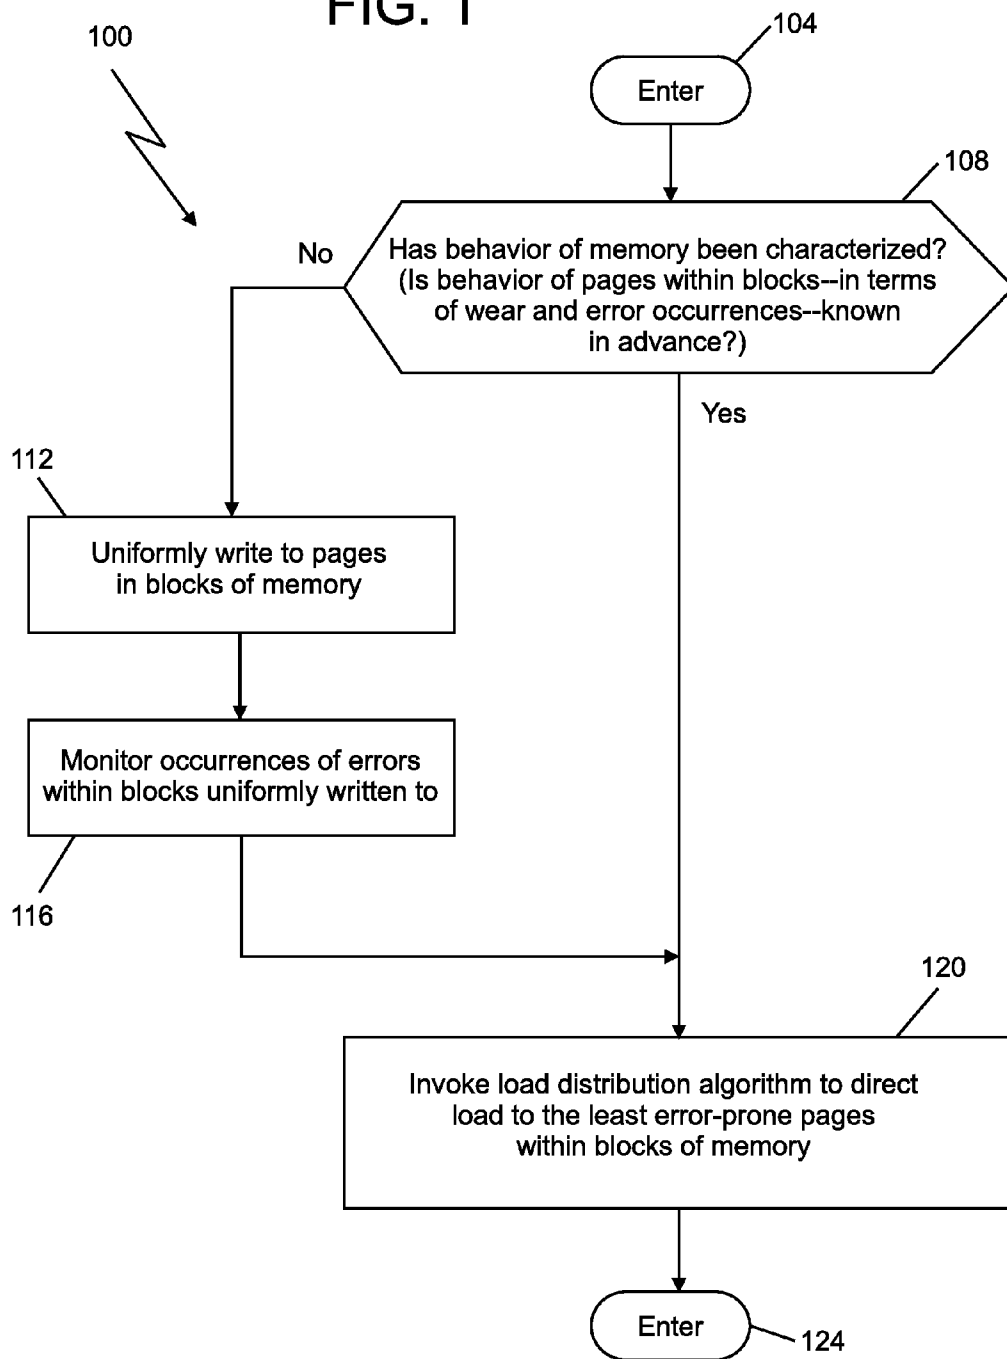 FIG. 1
100
104
Enter
108
No
Has behavior of memory been characterized?
(Is behavior of pages within blocks--in terms
of wear and error occurrences--known
in advance?)
Yes
112
Uniformly write to pages
in blocks of memory
Monitor occurrences of errors
within blocks uniformly written to
116
120
Invoke load distribution algorithm to direct
load to the least error-prone pages
within blocks of memory
Enter
124